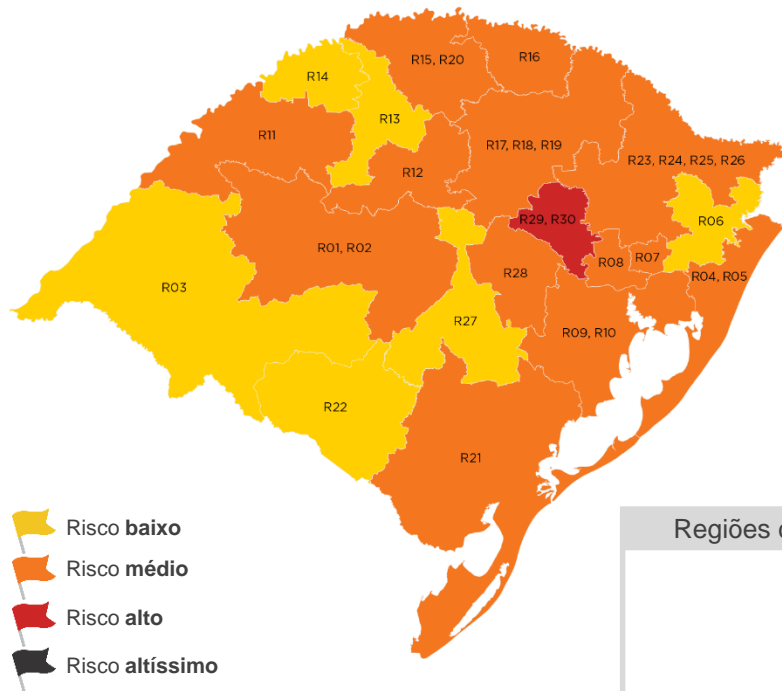 R15, R20
R16
R14
R13
R11
R17, R18, R19
R23, R24, R25, R26
R12
R29, R30
R06
R01, R02
R08
R07
R28
R04, R05
R03
R27
R09, R10
R22
R21
Risco baixo
Risco médio
Risco alto
Risco altíssimo
Regiões